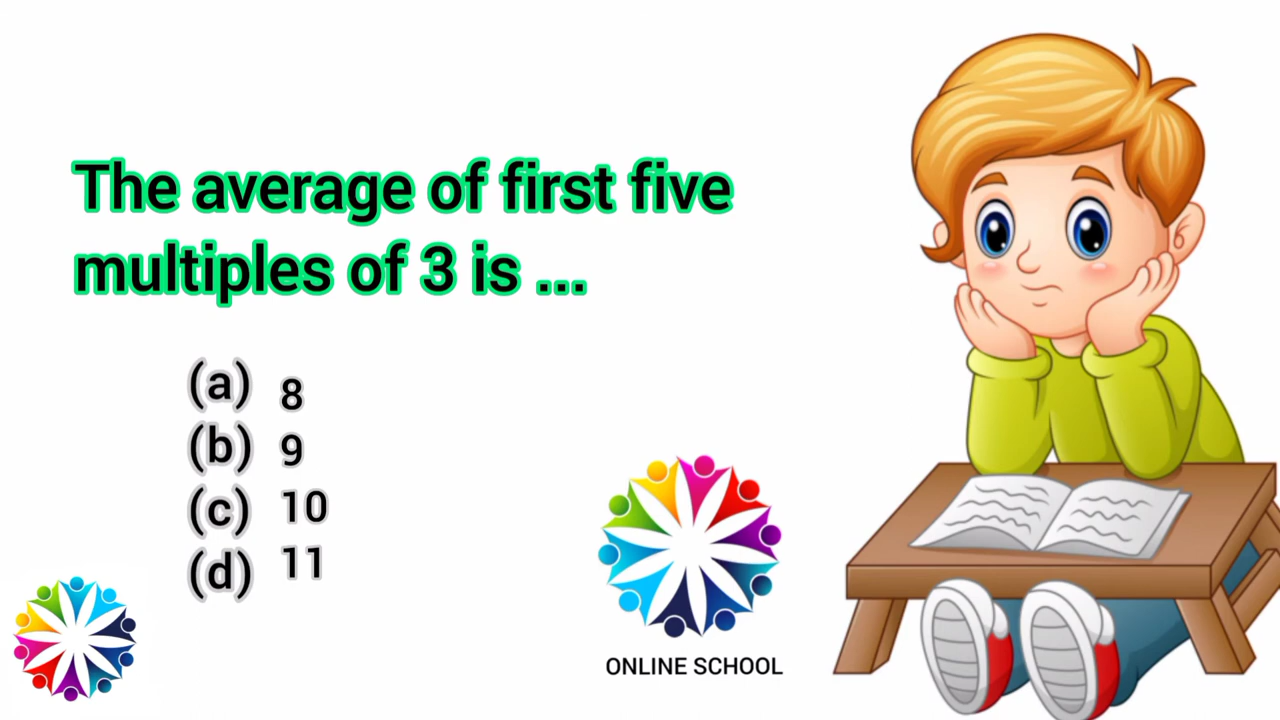 The average of first five
multiples of 3 is ...
(a) 8
(b) 9
(c) 10
(d) 11
ONLINE SCHOOL